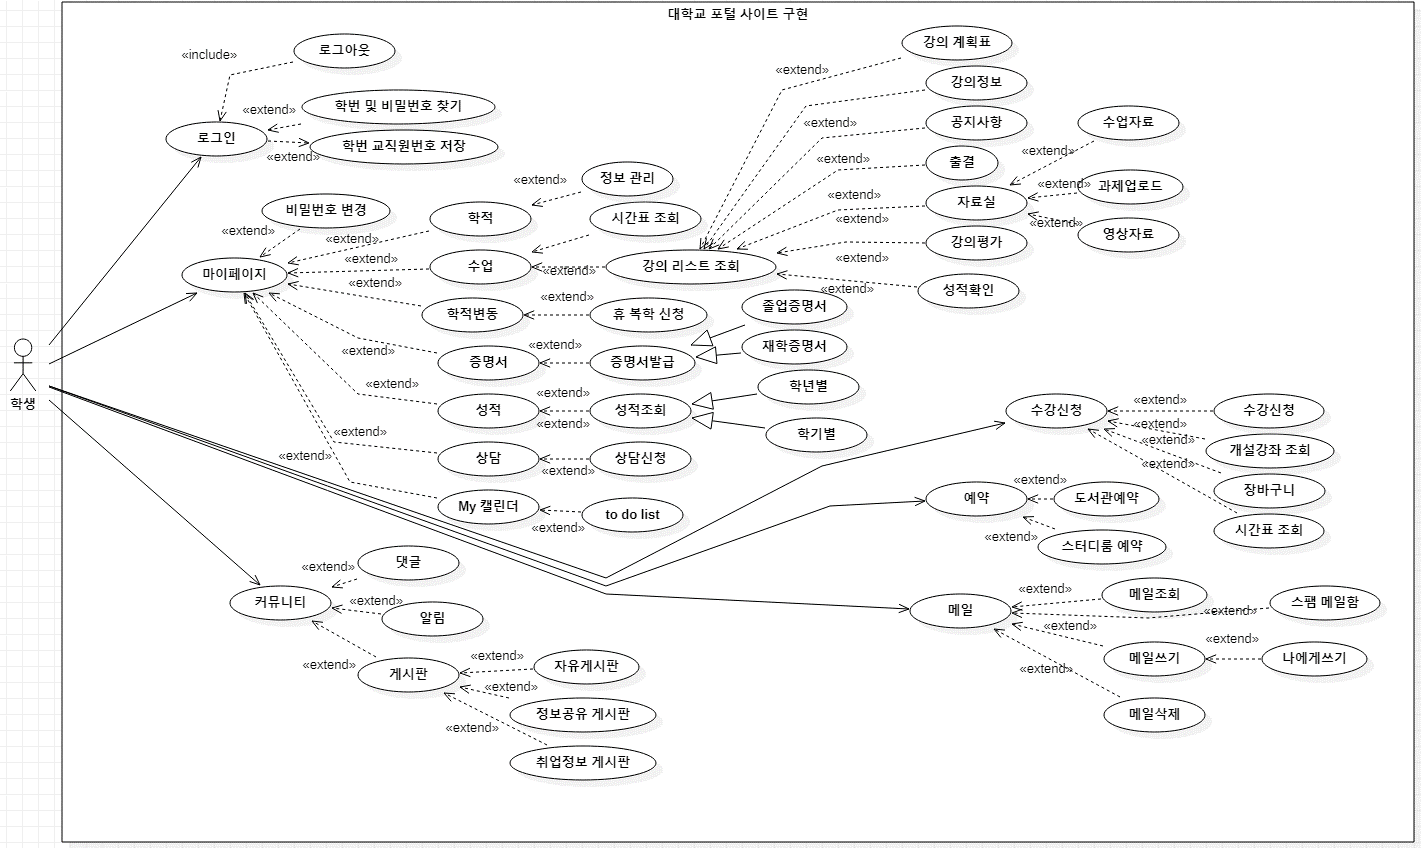 대학교 포털 사이트 구현
로그아웃
«include»
학번 및 비밀번호 찾기
«extend»
로그인
학번 교직원번호 저장
«extend»
비밀번호 변경
«extend»
마이페이지
학적
«extend»
정보 관리
«extend»
수업
«extend»
시간표 조회
강의 리스트 조회
«extend»
강의 계획표
«extend»
강의정보
공지사항
«extend»
출결
«extend»
자료실
«extend»
«extend»
강의평가
«extend»
성적확인
«extend»
수업자료
«extend»
과제업로드
«extend»
영상자료
«extend»
학적변동
«extend»
휴 복학 신청
«extend»
증명서
«extend»
증명서발급
«extend»
졸업증명서
재학증명서
성적
«extend»
성적조회
«extend»
«extend»
학년별
학기별
상담
«extend»
상담신청
«extend»
My 캘린더
«extend»
to do list
«extend»
학생
수강신청
수강신청
«extend»
개설강좌 조회
«extend»
장바구니
«extend»
시간표 조회
«extend»
예약
도서관예약
«extend»
스터디룸 예약
«extend»
메일
메일조회
«extend»
스팸 메일함
«extend»
메일쓰기
«extend»
나에게쓰기
«extend»
메일삭제
«extend»
커뮤니티
댓글
«extend»
알림
«extend»
게시판
«extend»
자유게시판
«extend»
정보공유 게시판
«extend»
취업정보 게시판
«extend»